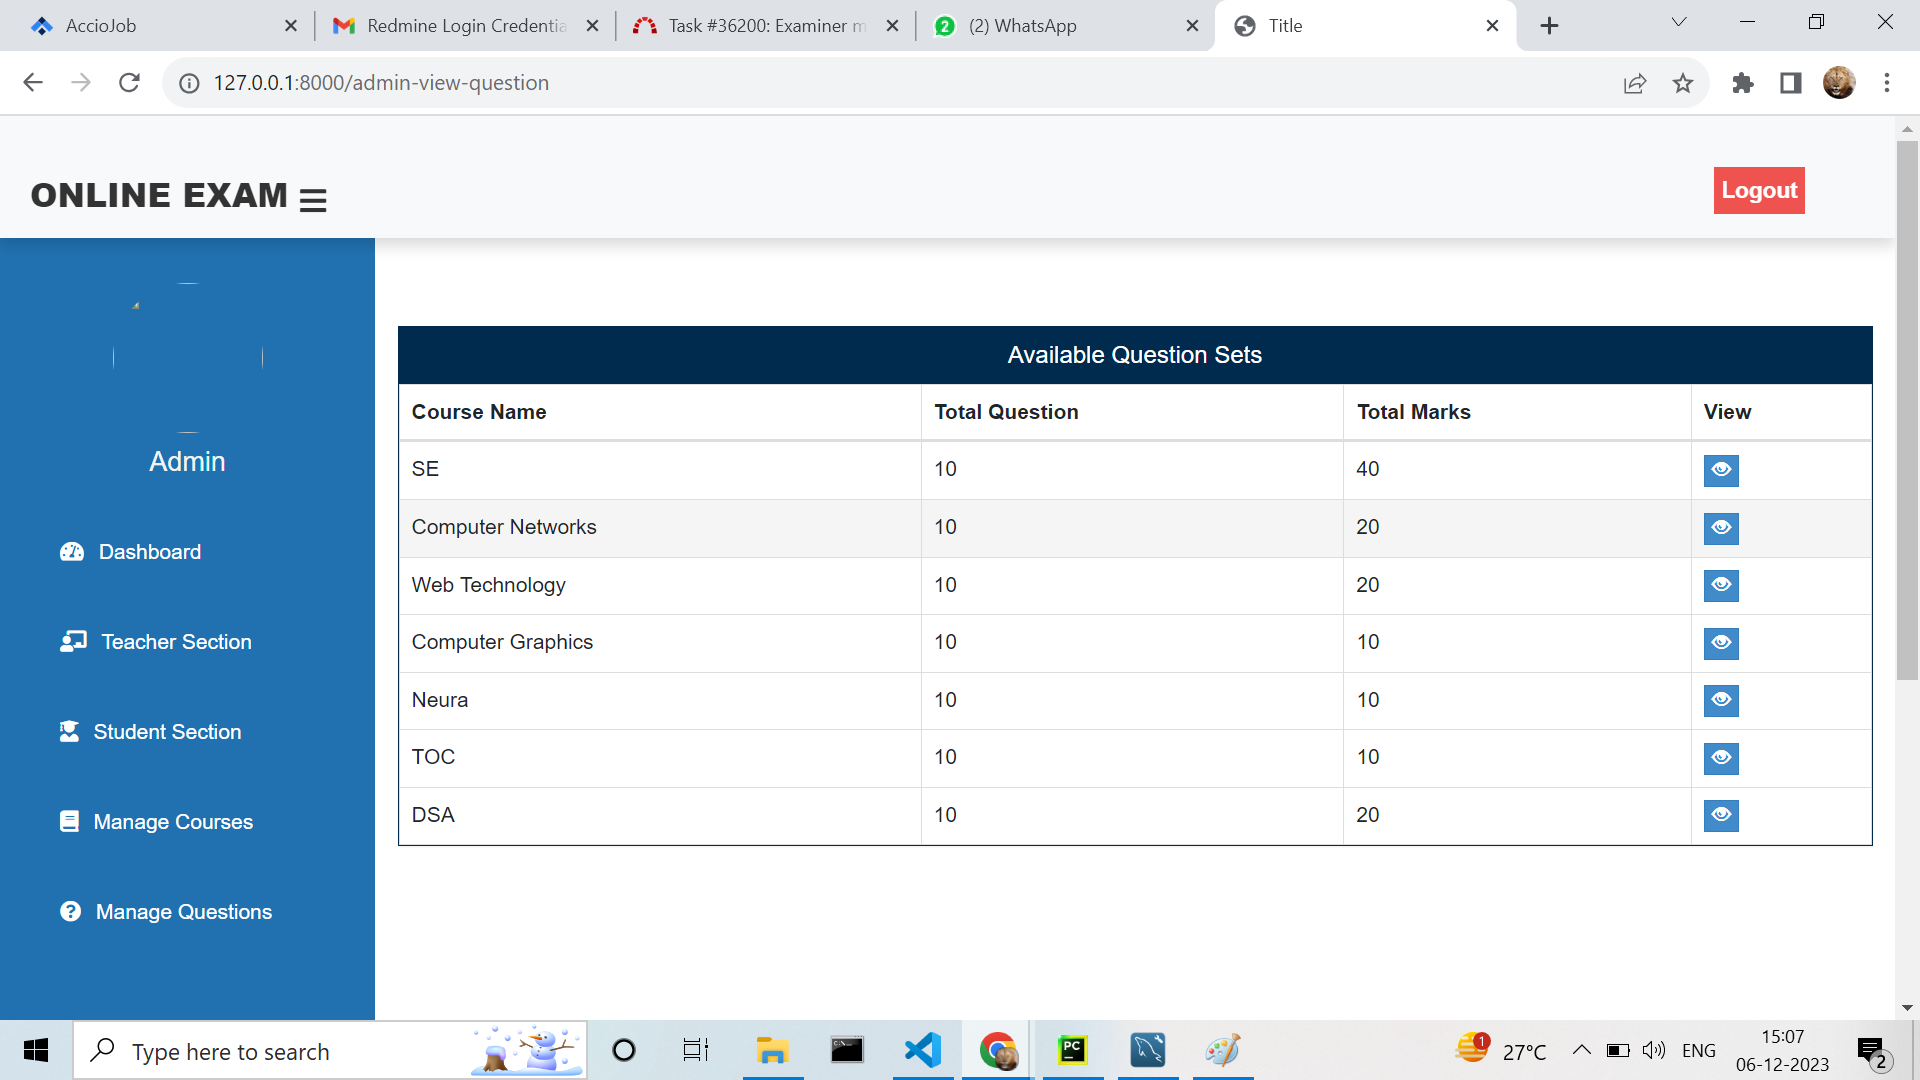 AccioJob
Redmine Login Credentia
Task #36200: Examiner m
(2) WhatsApp
Title
127.0.0.1:8000/admin-view-question
ONLINE EXAM
Logout
Admin
Dashboard
Teacher Section
Student Section
Manage Courses
Manage Questions
Available Question Sets
Course Name Total Question Total Marks View
SE 10 40
Computer Networks 10 20
Web Technology 10 20
Computer Graphics 10 10
Neura 10 10
TOC 10 10
DSA 10 20
Type here to search
PC
1
27°C
ENG
15:07
06-12-2023
2